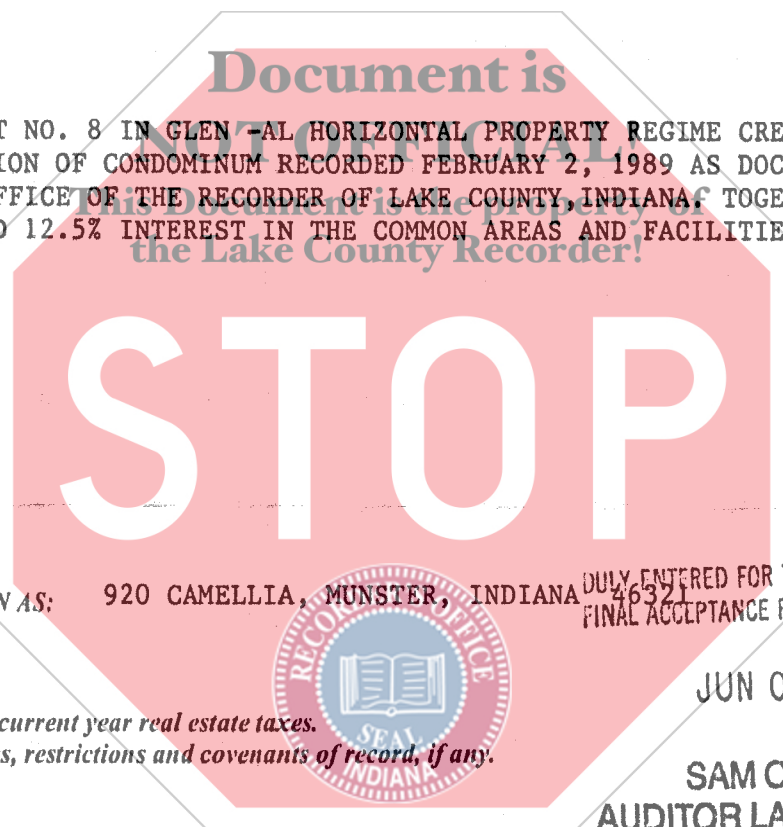 Document is
NOT OFFICIAL!
T NO. 8 IN GLEN -AL HORIZONTAL PROPERTY REGIME CRE
ION OF CONDOMINUM RECORDED FEBRUARY 2, 1989 AS DOC
This Document is the property of
FFICE OF THE RECORDER OF LAKE COUNTY, INDIANA. TOGE
D 12.5% INTEREST IN THE COMMON AREAS AND FACILITIE
the Lake County Recorder!
STOP
N AS: 920 CAMELLIA, MUNSTER, INDIANA 46321
DULY ENTERED FOR
FINAL ACCEPTANCE F
RECORDER'S OFFICE
SEAL
INDIANA
JUN 0
current year real estate taxes.
s, restrictions and covenants of record, if any.
SAM O
AUDITOR LA